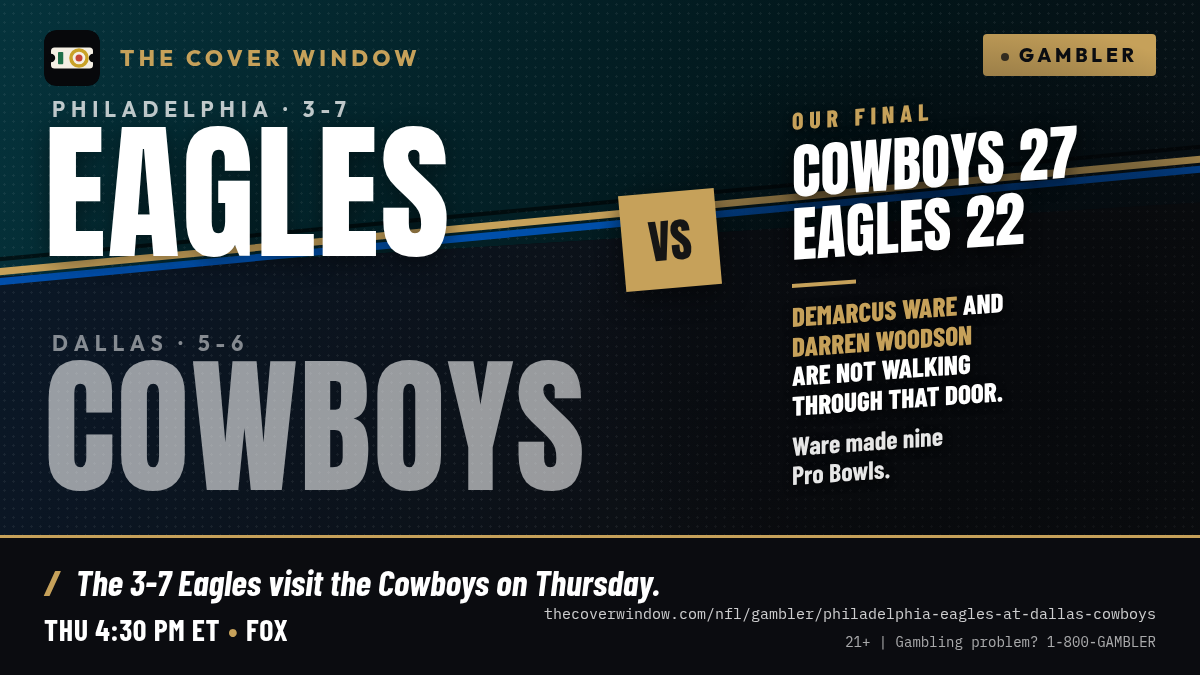 THE COVER WINDOW
• GAMBLER
PHILADELPHIA · 3-7
EAGLES
VS
DALLAS · 5-6
COWBOYS
OUR FINAL
COWBOYS 27
EAGLES 22
DEMARCUS WARE AND
DARREN WOODSON
ARE NOT WALKING
THROUGH THAT DOOR.
Ware made nine
Pro Bowls.
/ The 3-7 Eagles visit the Cowboys on Thursday.
THU 4:30 PM ET • FOX
thecoverwindow.com/nfl/gambler/philadelphia-eagles-at-dallas-cowboys
21+ | Gambling problem? 1-800-GAMBLER